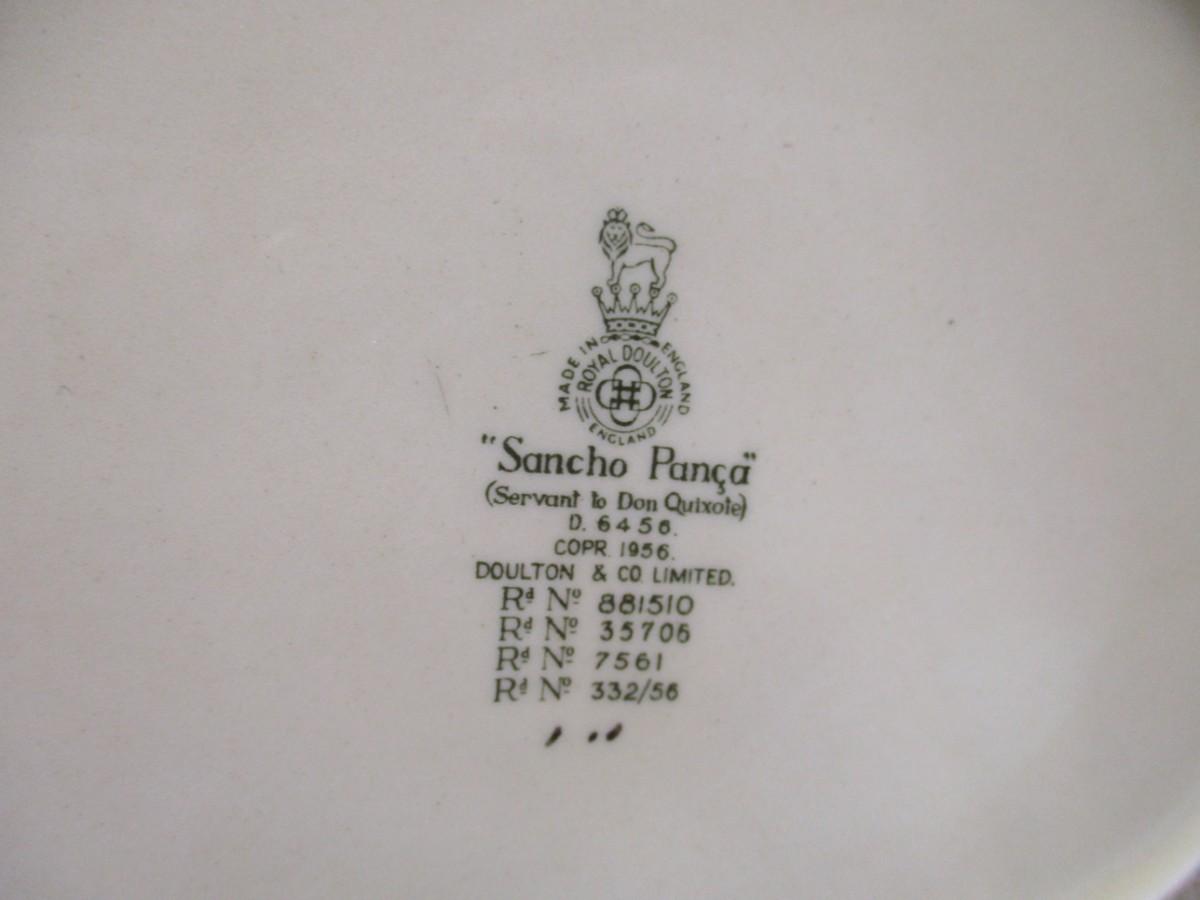 MADE IN ENGLAND
ROYAL DOULTON
ENGLAND
"Sancho Pança"
(Servant to Don Quixote)
D. 6456.
COPR. 1956.
DOULTON & CO. LIMITED.
Rd No 881510
Rd No 35706
Rd No 7561
Rd No 332/56